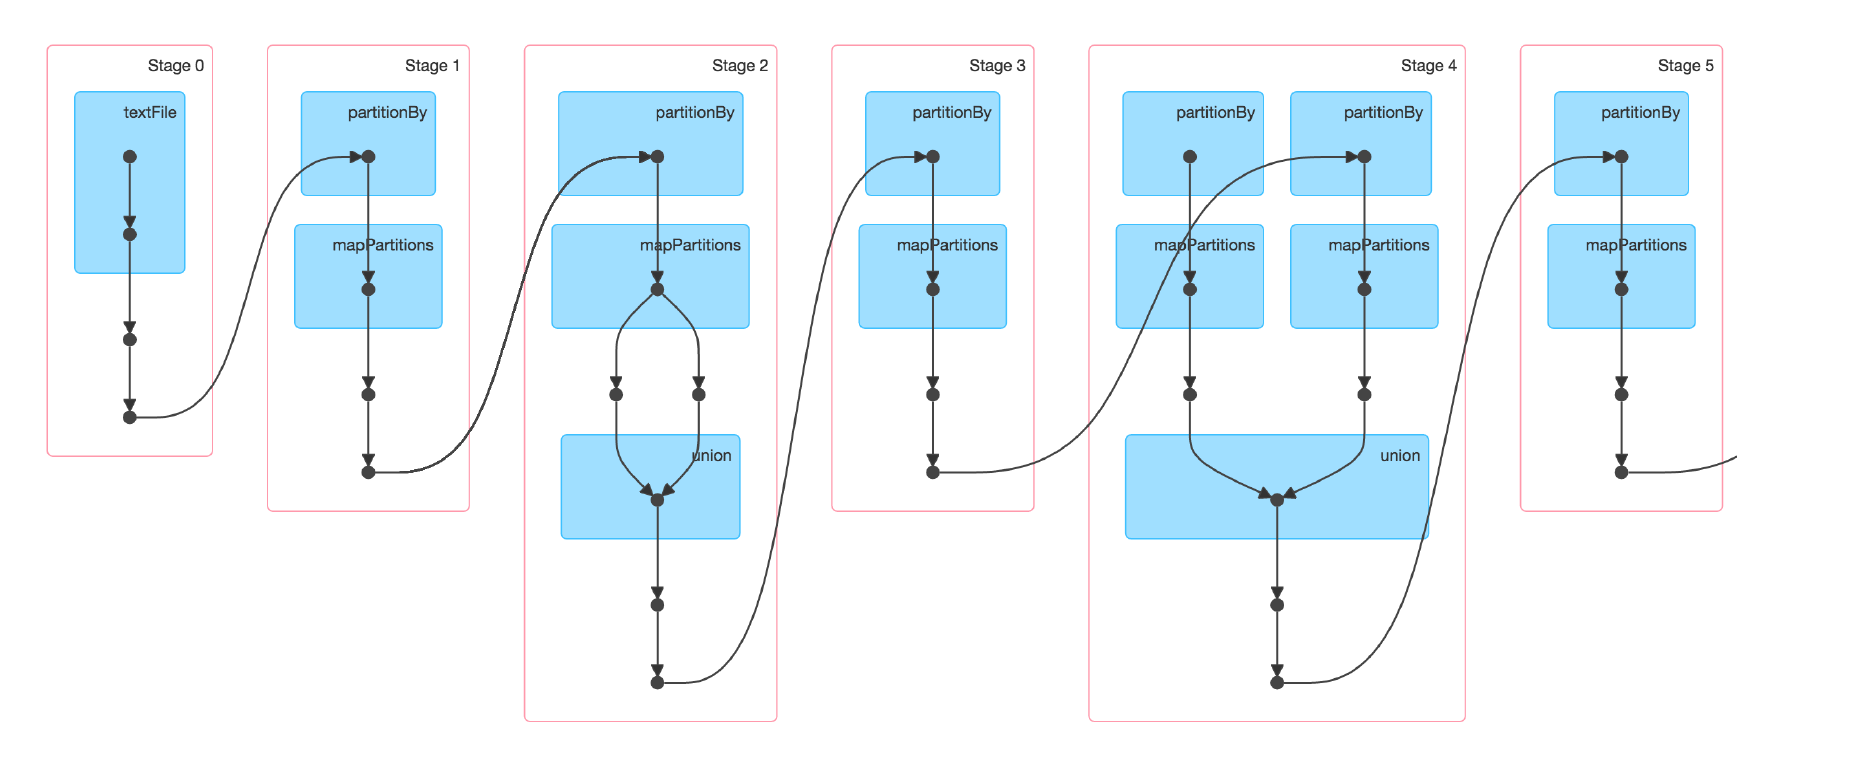 Stage 0
textFile
Stage 1
partitionBy
mapPartitions
Stage 2
partitionBy
mapPartitions
union
Stage 3
partitionBy
mapPartitions
Stage 4
partitionBy
partitionBy
mapPartitions
mapPartitions
union
Stage 5
partitionBy
mapPartitions